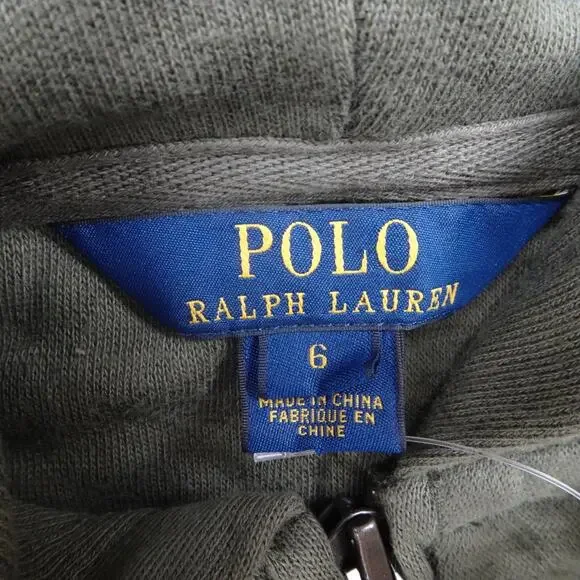 POLO
RALPH LAUREN
6
MADE IN CHINA
FABRIQUE EN
CHINE